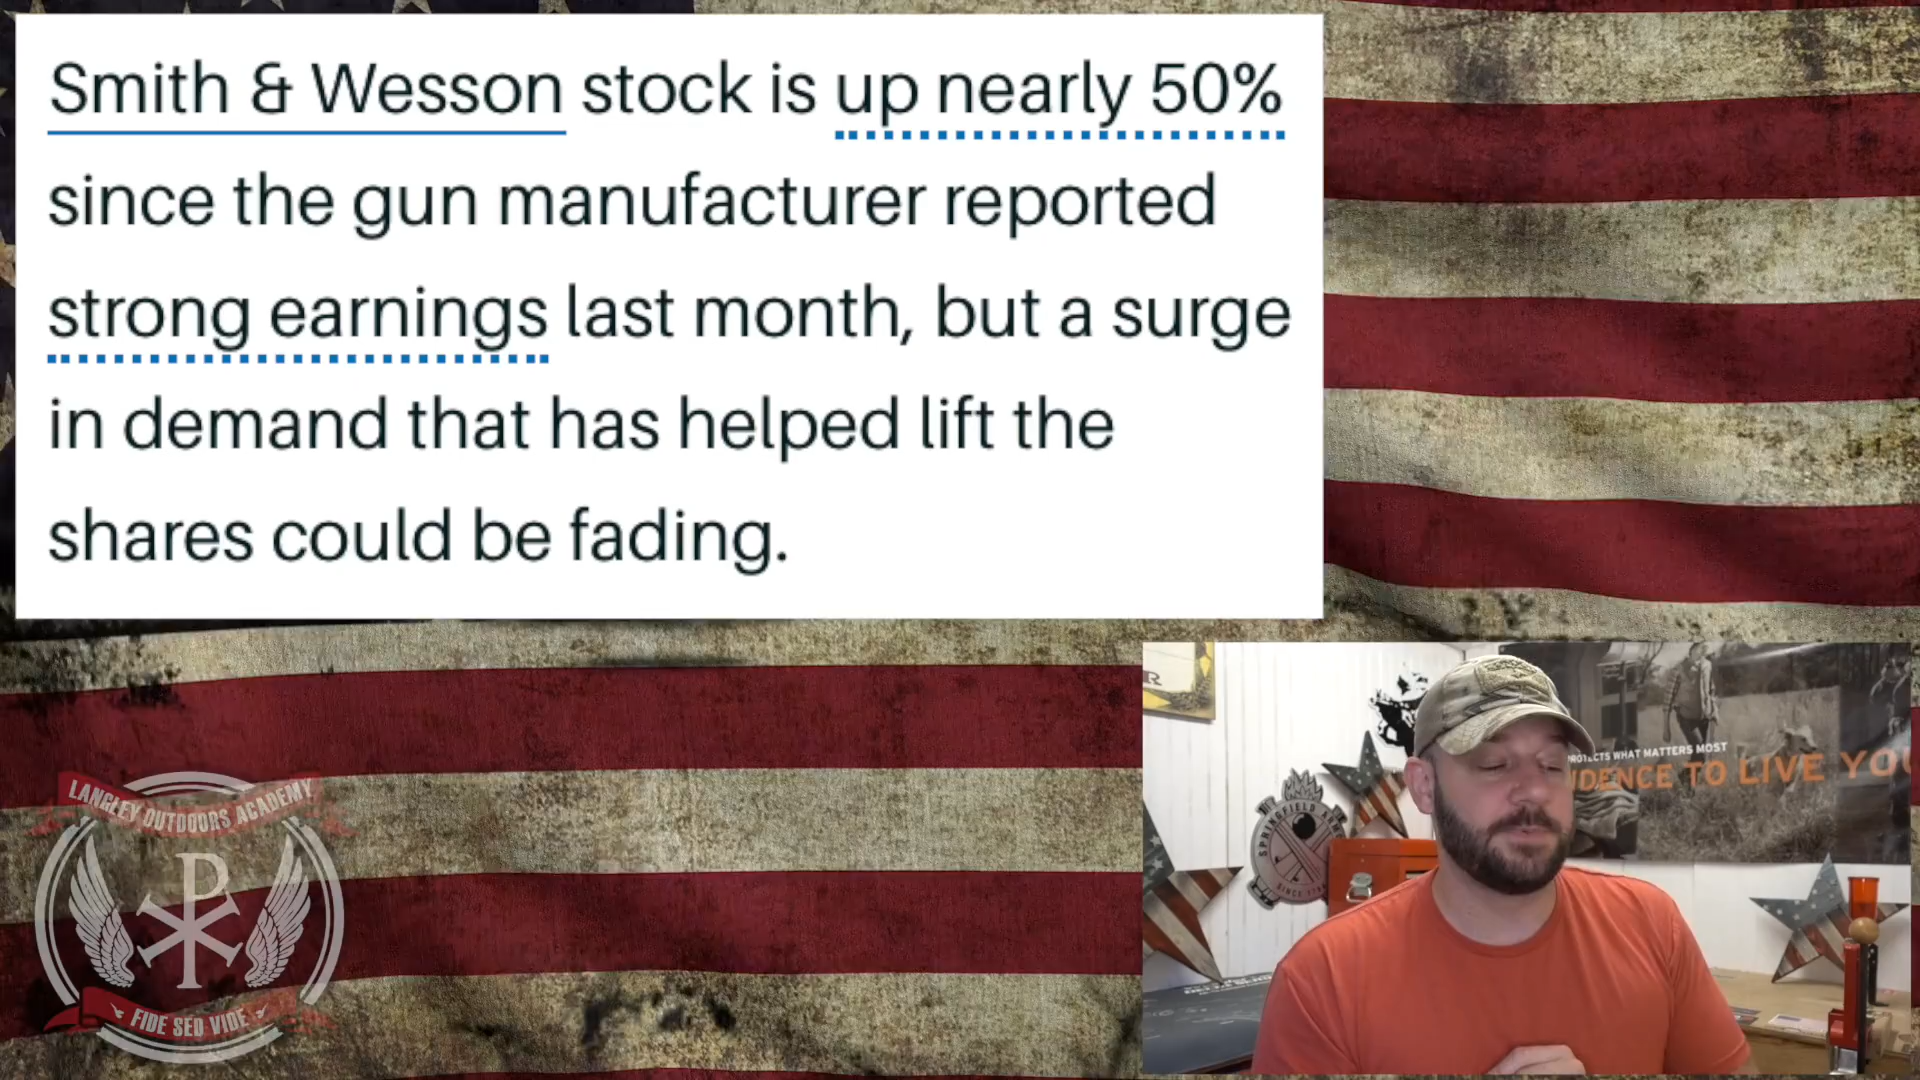 Smith & Wesson stock is up nearly 50%
since the gun manufacturer reported
strong earnings last month, but a surge
in demand that has helped lift the
shares could be fading.
PROTECTS WHAT MATTERS MOST
IDENCE TO LIVE YOU
R
SPRINGFIELD ARM
LANGLEY OUTDOORS ACADEMY
FIDE SED VIDE